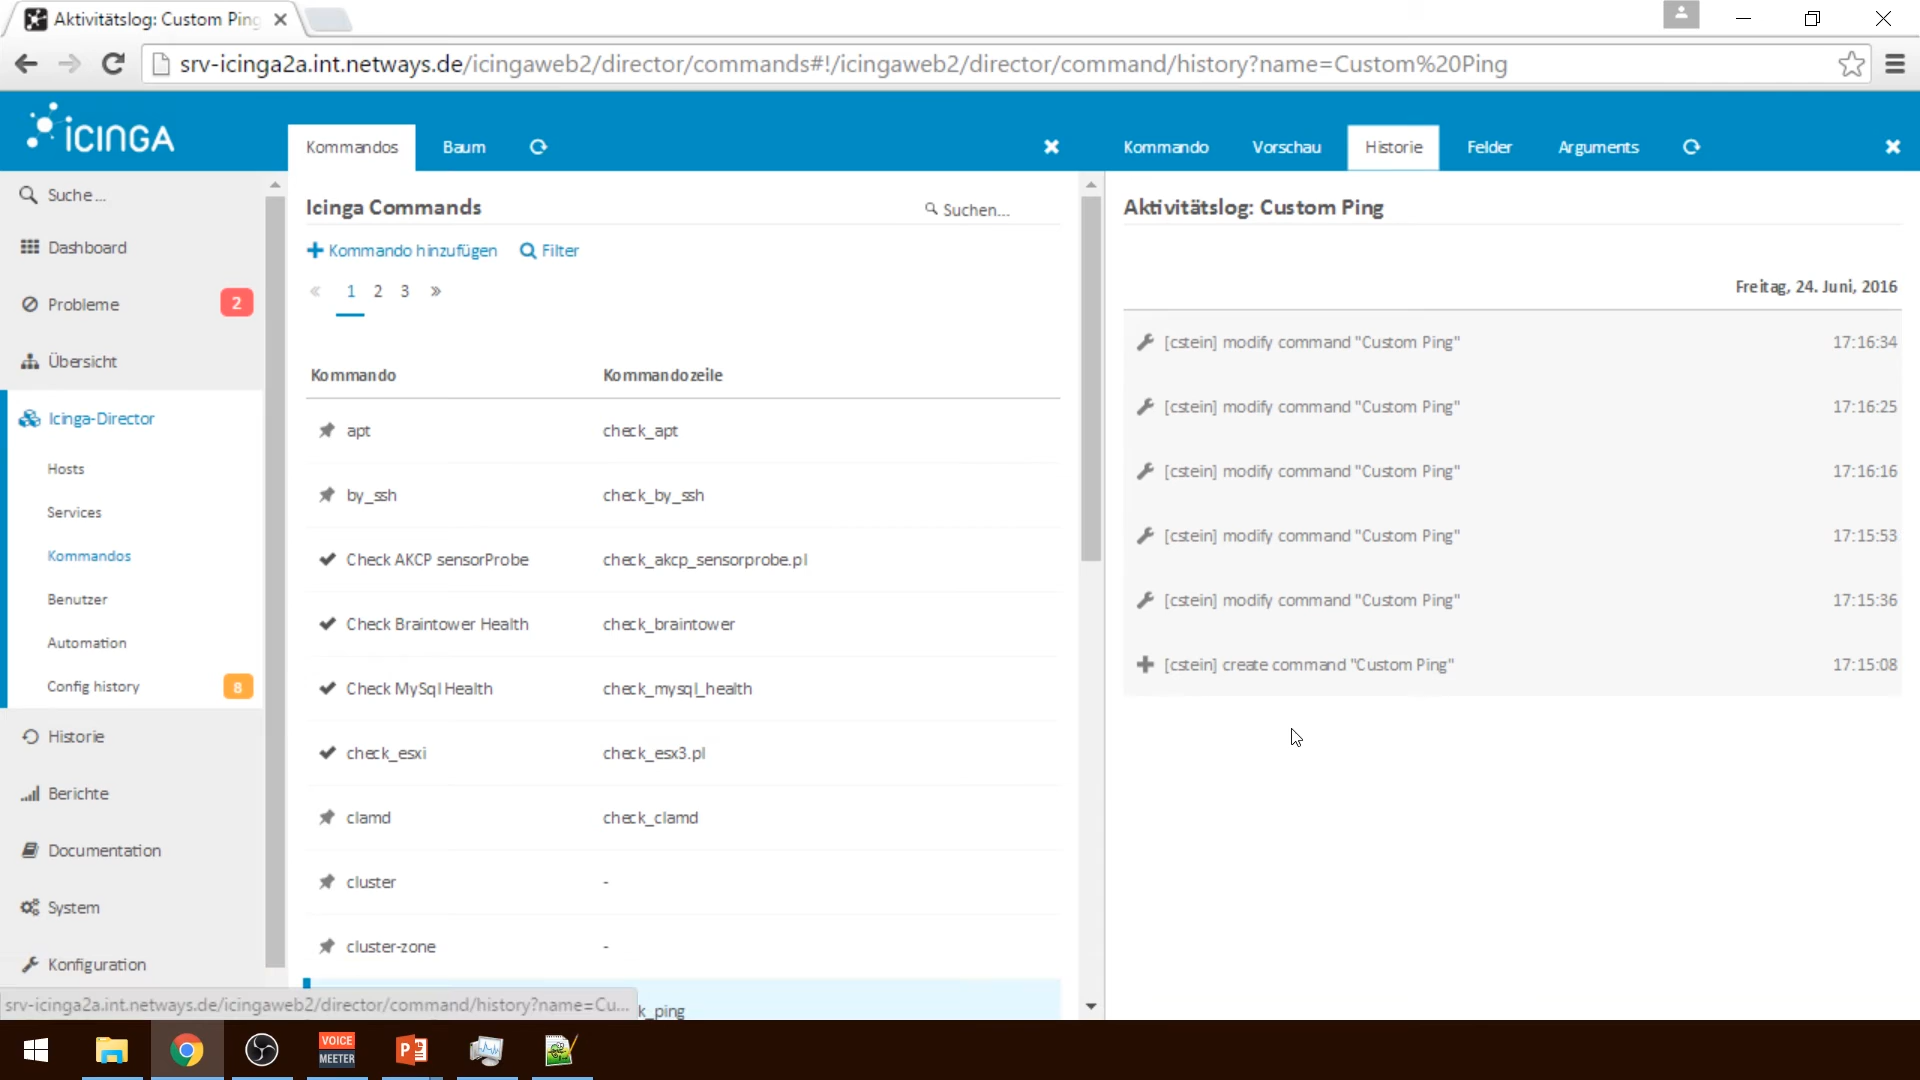 Aktivitätslog: Custom Ping
srv-icinga2a.int.netways.de/icingaweb2/director/commands#!/icingaweb2/director/command/history?name=Custom%20Ping
ICINGA
Kommandos
Baum
Kommando
Vorschau
Historie
Felder
Arguments
Suche ...
Dashboard
Probleme
2
Übersicht
Icinga-Director
Hosts
Services
Kommandos
Benutzer
Automation
Config history
8
Historie
Berichte
Documentation
System
Konfiguration
Icinga Commands
Suchen...
Kommando hinzufügen
Filter
« 1 2 3 »
Kommando Kommandozeile
apt check_apt
by_ssh check_by_ssh
Check AKCP sensorProbe check_akcp_sensorprobe.pl
Check Braintower Health check_braintower
Check MySql Health check_mysql_health
check_esxi check_esx3.pl
clamd check_clamd
cluster -
cluster-zone -
k_ping
Aktivitätslog: Custom Ping
Freitag, 24. Juni, 2016
[cstein] modify command "Custom Ping" 17:16:34
[cstein] modify command "Custom Ping" 17:16:25
[cstein] modify command "Custom Ping" 17:16:16
[cstein] modify command "Custom Ping" 17:15:53
[cstein] modify command "Custom Ping" 17:15:36
[cstein] create command "Custom Ping" 17:15:08
srv-icinga2a.int.netways.de/icingaweb2/director/command/history?name=Cu...
VOICE
MEETER
P